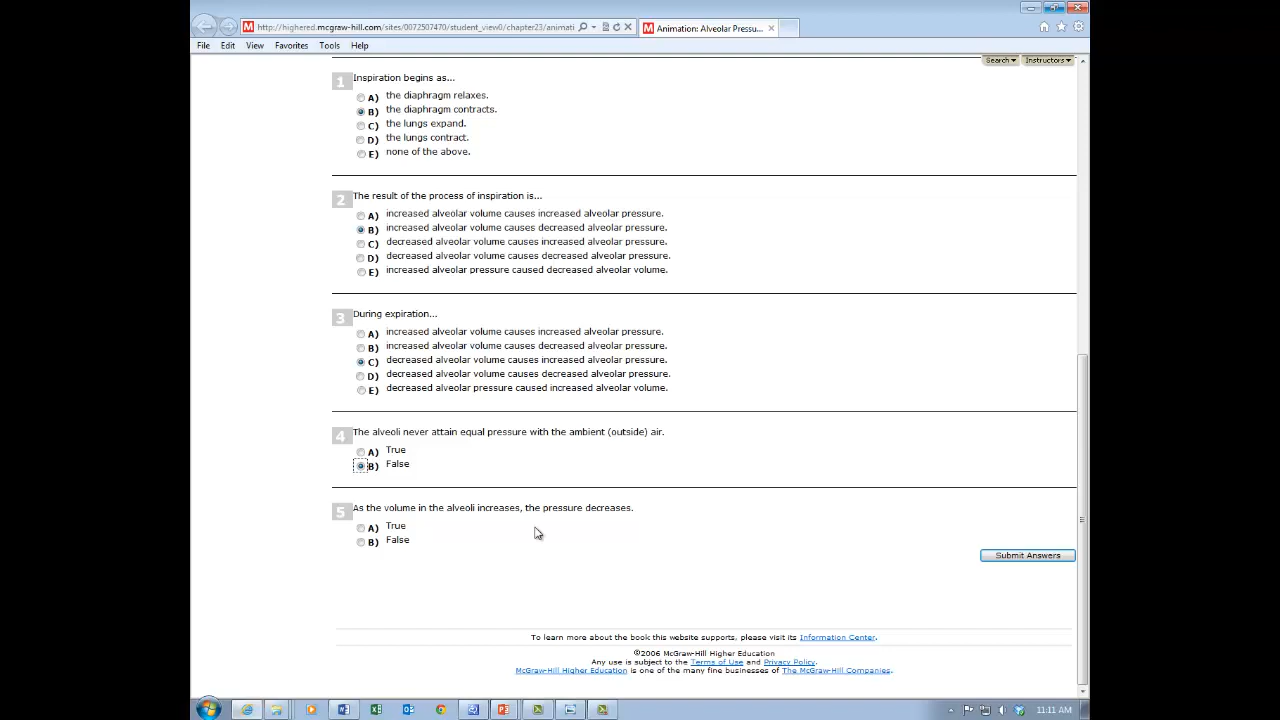 http://highered.mcgraw-hill.com/sites/0072507470/student_view0/chapter23/animati
Animation: Alveolar Pressu...
File Edit View Favorites Tools Help
Search Instructors
1 Inspiration begins as...
A) the diaphragm relaxes.
B) the diaphragm contracts.
C) the lungs expand.
D) the lungs contract.
E) none of the above.
2 The result of the process of inspiration is...
A) increased alveolar volume causes increased alveolar pressure.
B) increased alveolar volume causes decreased alveolar pressure.
C) decreased alveolar volume causes increased alveolar pressure.
D) decreased alveolar volume causes decreased alveolar pressure.
E) increased alveolar pressure caused decreased alveolar volume.
3 During expiration...
A) increased alveolar volume causes increased alveolar pressure.
B) increased alveolar volume causes decreased alveolar pressure.
C) decreased alveolar volume causes increased alveolar pressure.
D) decreased alveolar volume causes decreased alveolar pressure.
E) decreased alveolar pressure caused increased alveolar volume.
4 The alveoli never attain equal pressure with the ambient (outside) air.
A) True
B) False
5 As the volume in the alveoli increases, the pressure decreases.
A) True
B) False
Submit Answers
To learn more about the book this website supports, please visit its Information Center.
©2006 McGraw-Hill Higher Education
Any use is subject to the Terms of Use and Privacy Policy.
McGraw-Hill Higher Education is one of the many fine businesses of The McGraw-Hill Companies.
11:11 AM